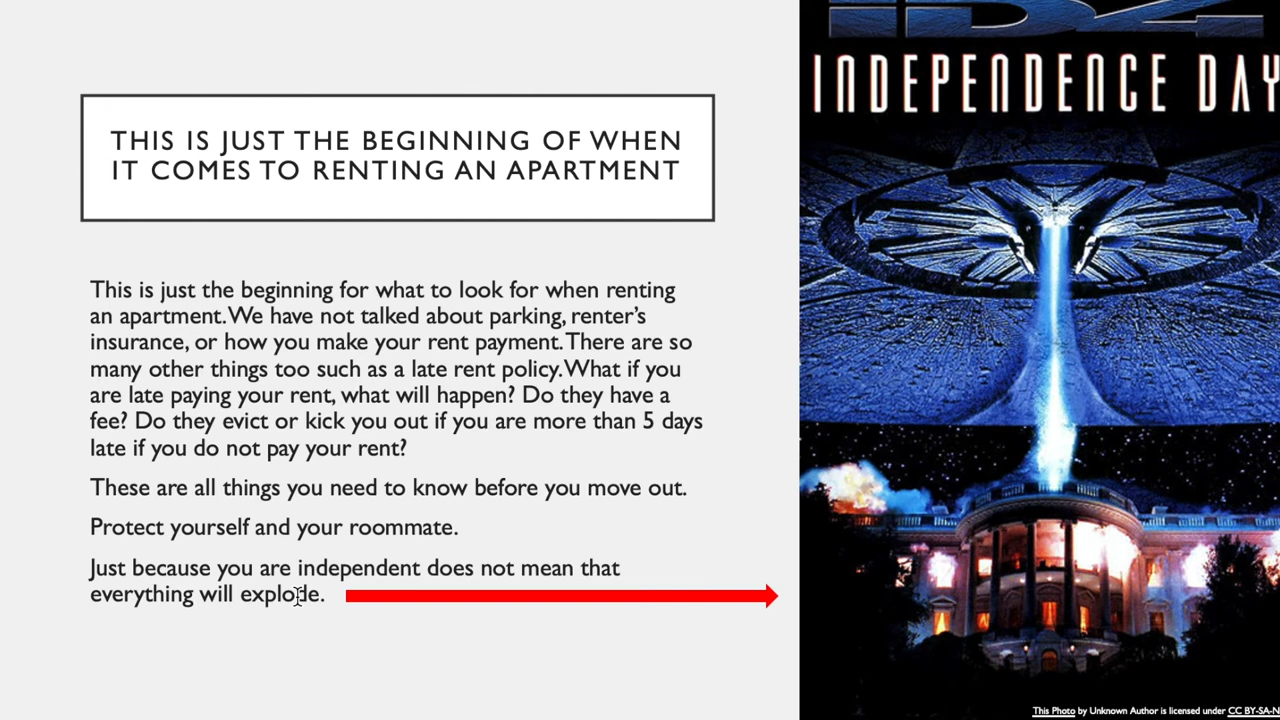 THIS IS JUST THE BEGINNING OF WHEN
IT COMES TO RENTING AN APARTMENT
This is just the beginning for what to look for when renting
an apartment. We have not talked about parking, renter's
insurance, or how you make your rent payment. There are so
many other things too such as a late rent policy. What if you
are late paying your rent, what will happen? Do they have a
fee? Do they evict or kick you out if you are more than 5 days
late if you do not pay your rent?
These are all things you need to know before you move out.
Protect yourself and your roommate.
Just because you are independent does not mean that
everything will explode.
ID4
INDEPENDENCE DAY
This Photo by Unknown Author is licensed under CC BY-SA-N